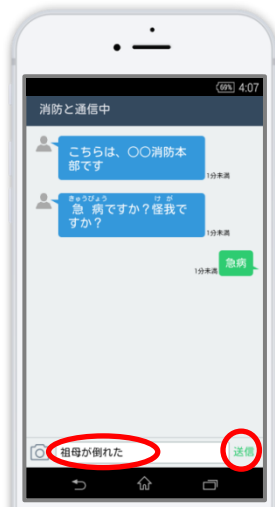 69% 4:07
消防と通信中
こちらは、〇〇消防本
部です
1分未満
きゅうびょう けが
急病ですか?怪我で
すか?
1分未満
急病
1分未満
祖母が倒れた 送信